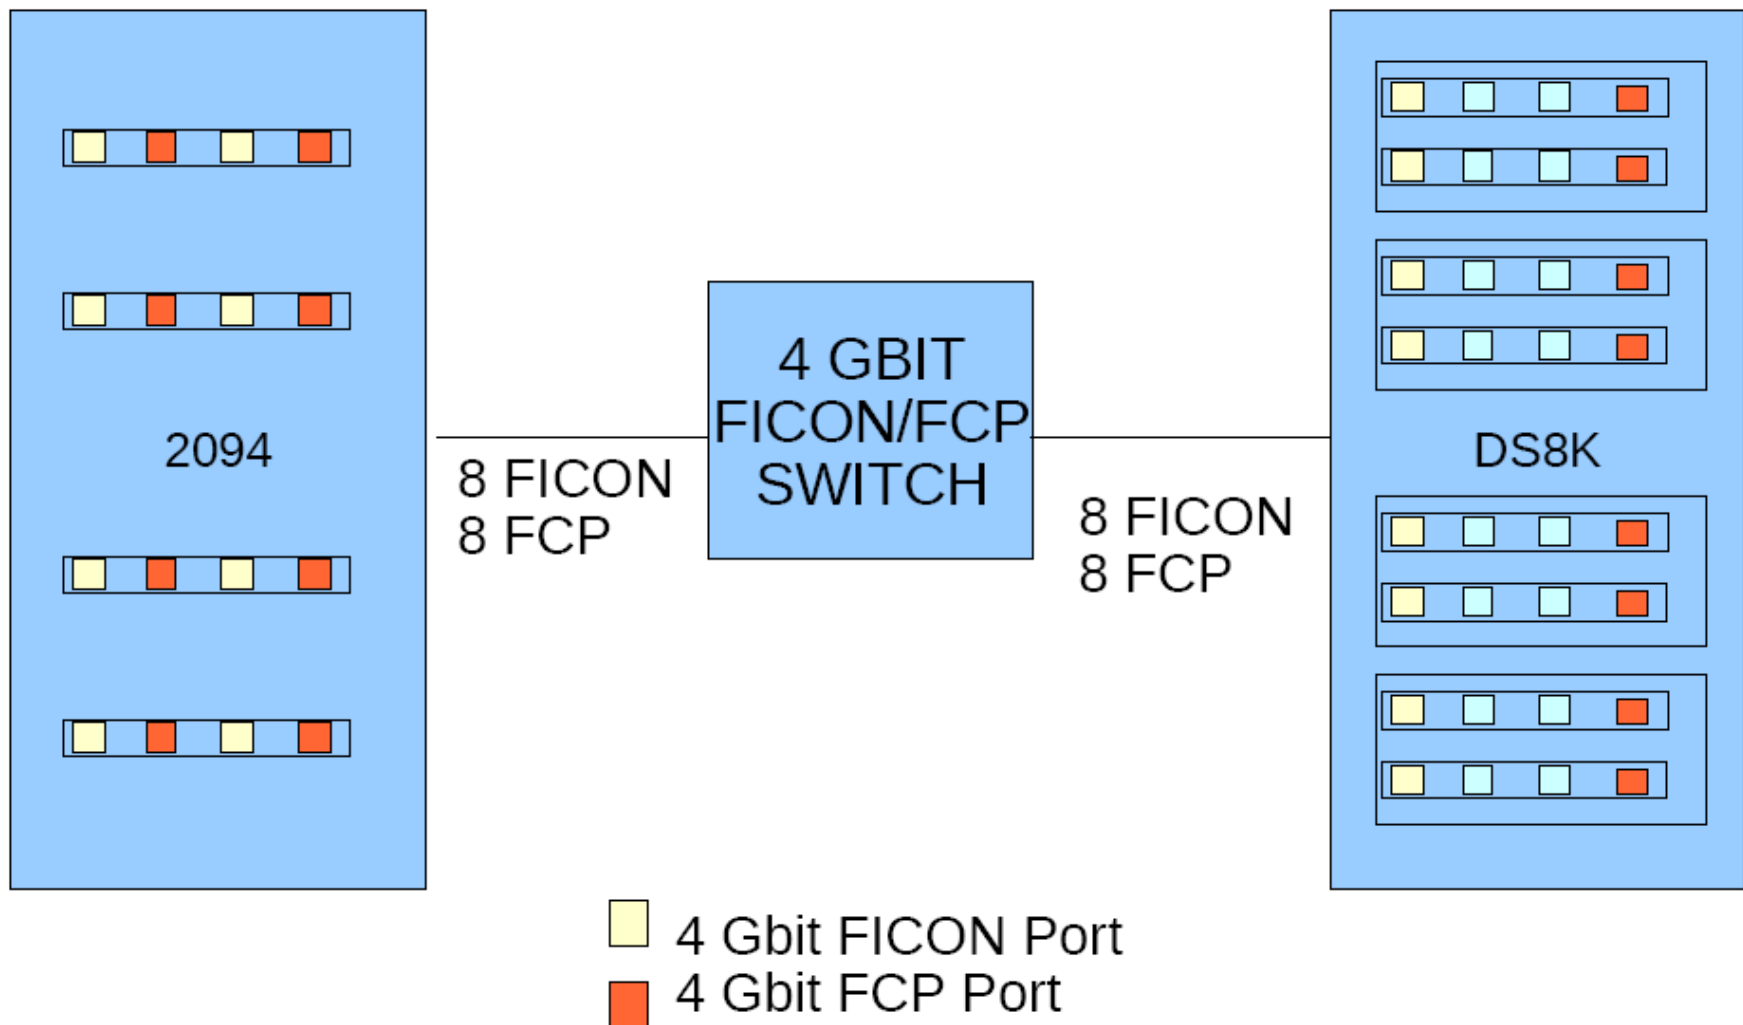 2094
8 FICON
8 FCP
4 GBIT
FICON/FCP
SWITCH
8 FICON
8 FCP
DS8K
4 Gbit FICON Port
4 Gbit FCP Port